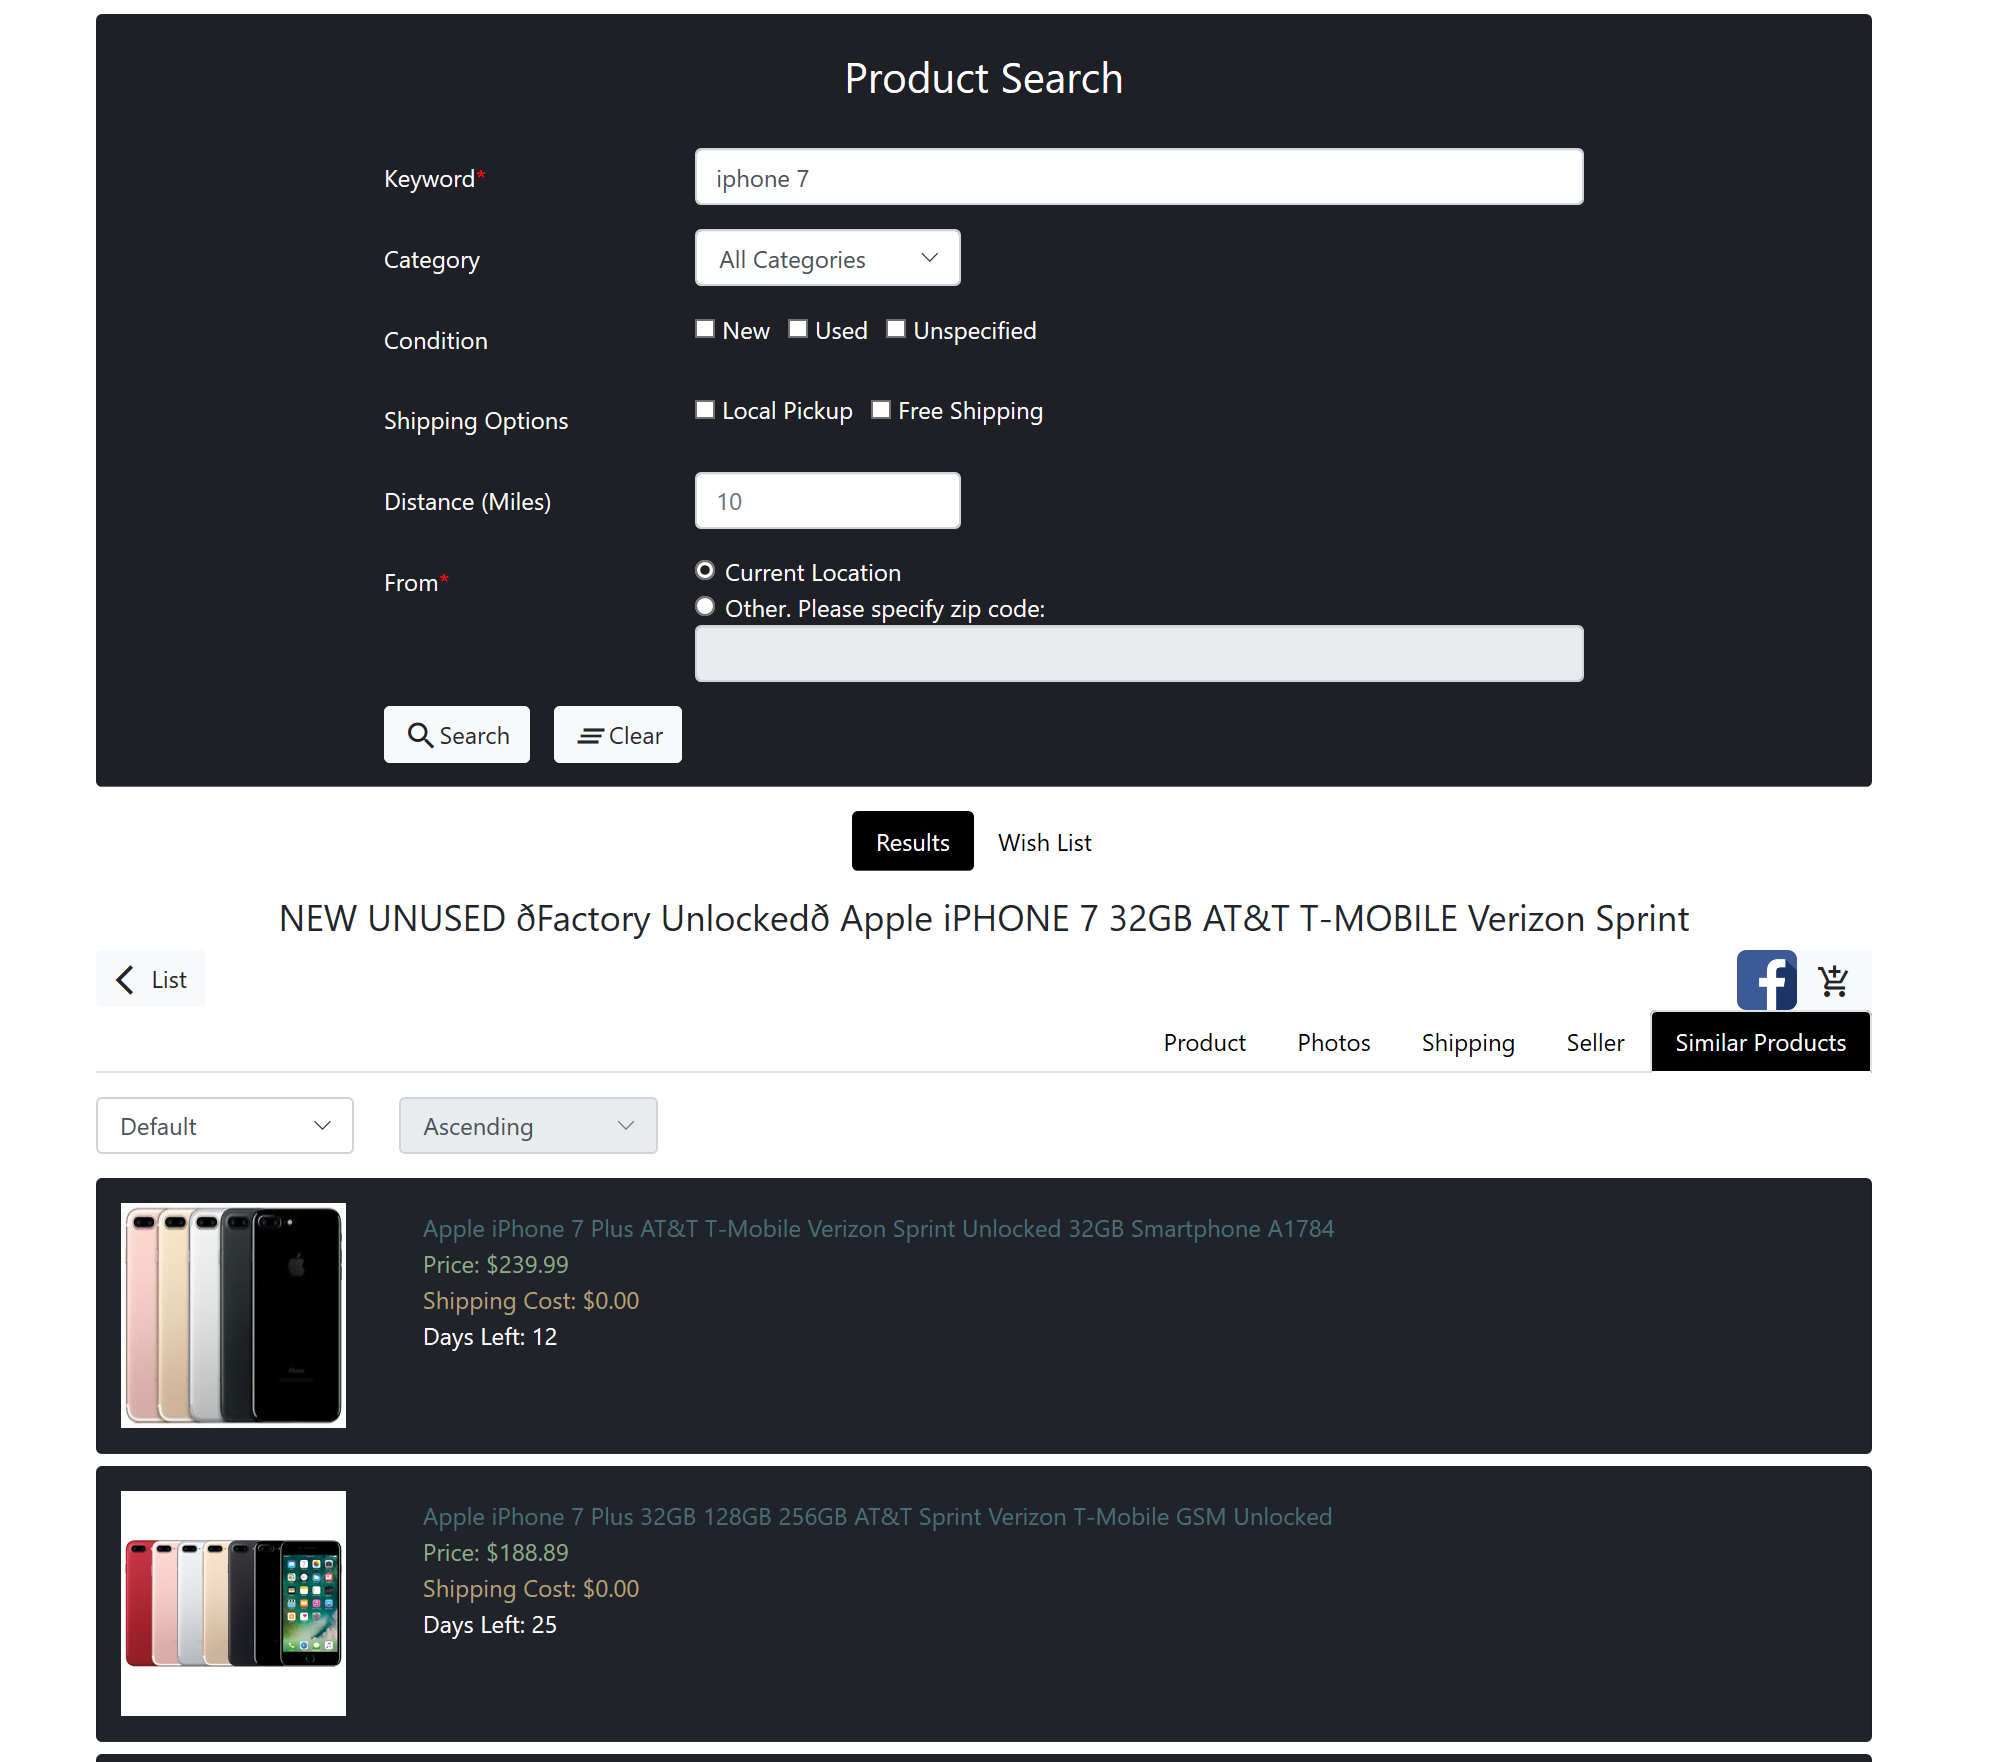 Product Search
Keyword*
iphone 7
Category
All Categories
Condition
New Used Unspecified
Shipping Options
Local Pickup Free Shipping
Distance (Miles)
10
From*
Current Location
Other. Please specify zip code:
Search Clear
Results Wish List
NEW UNUSED ðFactory Unlockedð Apple iPHONE 7 32GB AT&T T-MOBILE Verizon Sprint
List
Product Photos Shipping Seller Similar Products
Default Ascending
Apple iPhone 7 Plus AT&T T-Mobile Verizon Sprint Unlocked 32GB Smartphone A1784
Price: $239.99
Shipping Cost: $0.00
Days Left: 12
Apple iPhone 7 Plus 32GB 128GB 256GB AT&T Sprint Verizon T-Mobile GSM Unlocked
Price: $188.89
Shipping Cost: $0.00
Days Left: 25